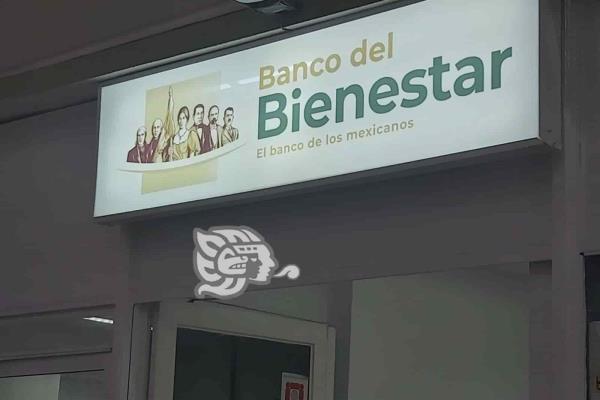 Banco del
Bienestar
El banco de los mexicanos